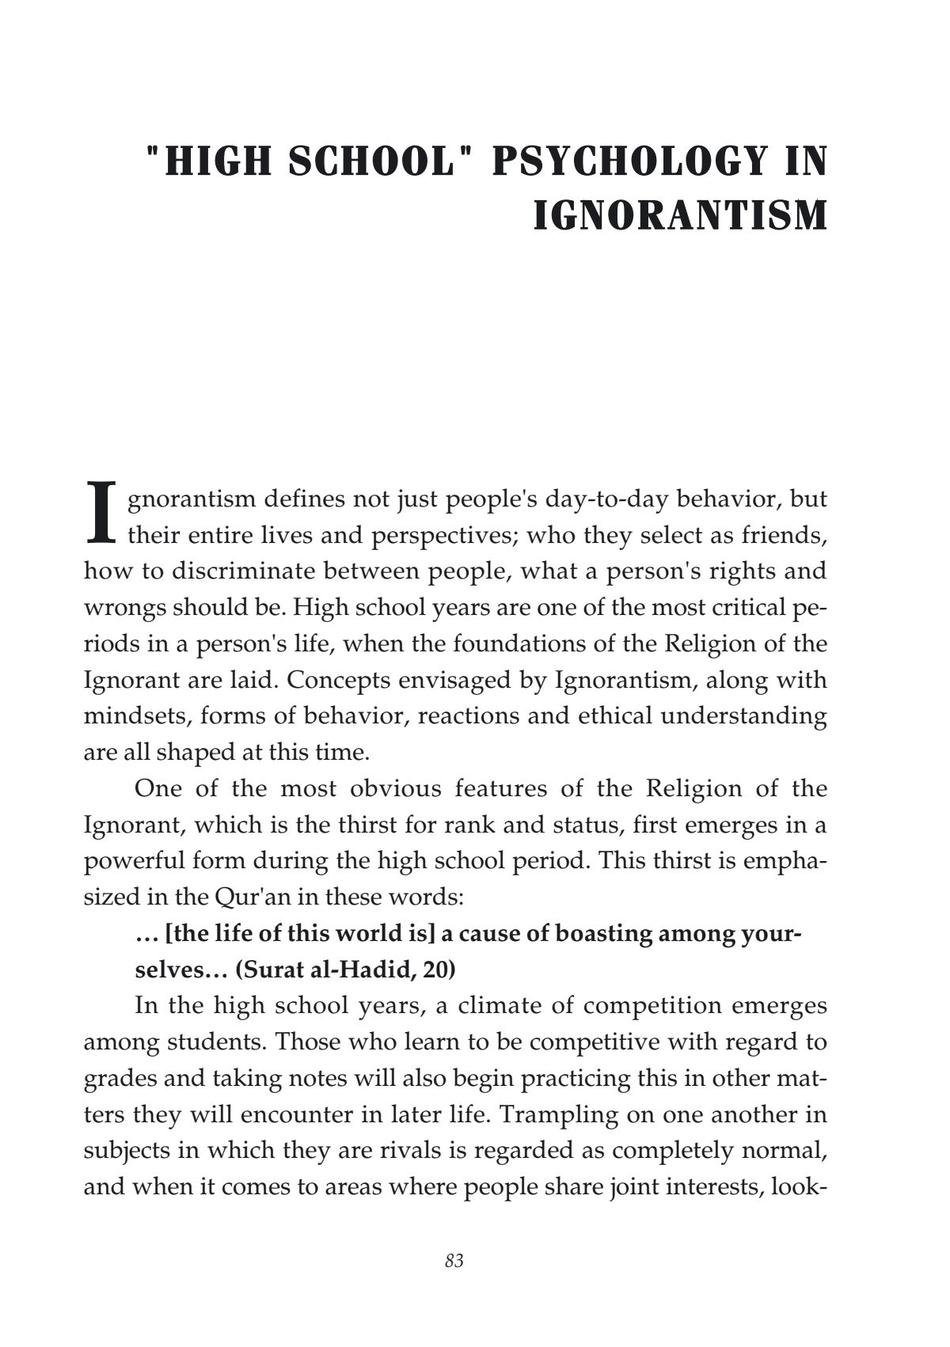 "HIGH SCHOOL" PSYCHOLOGY IN
IGNORANTISM
Ignorantism defines not just people's day-to-day behavior, but
their entire lives and perspectives; who they select as friends,
how to discriminate between people, what a person's rights and
wrongs should be. High school years are one of the most critical pe-
riods in a person's life, when the foundations of the Religion of the
Ignorant are laid. Concepts envisaged by Ignorantism, along with
mindsets, forms of behavior, reactions and ethical understanding
are all shaped at this time.
One of the most obvious features of the Religion of the
Ignorant, which is the thirst for rank and status, first emerges in a
powerful form during the high school period. This thirst is empha-
sized in the Qur'an in these words:
… [the life of this world is] a cause of boasting among your-
selves… (Surat al-Hadid, 20)
In the high school years, a climate of competition emerges
among students. Those who learn to be competitive with regard to
grades and taking notes will also begin practicing this in other mat-
ters they will encounter in later life. Trampling on one another in
subjects in which they are rivals is regarded as completely normal,
and when it comes to areas where people share joint interests, look-
83